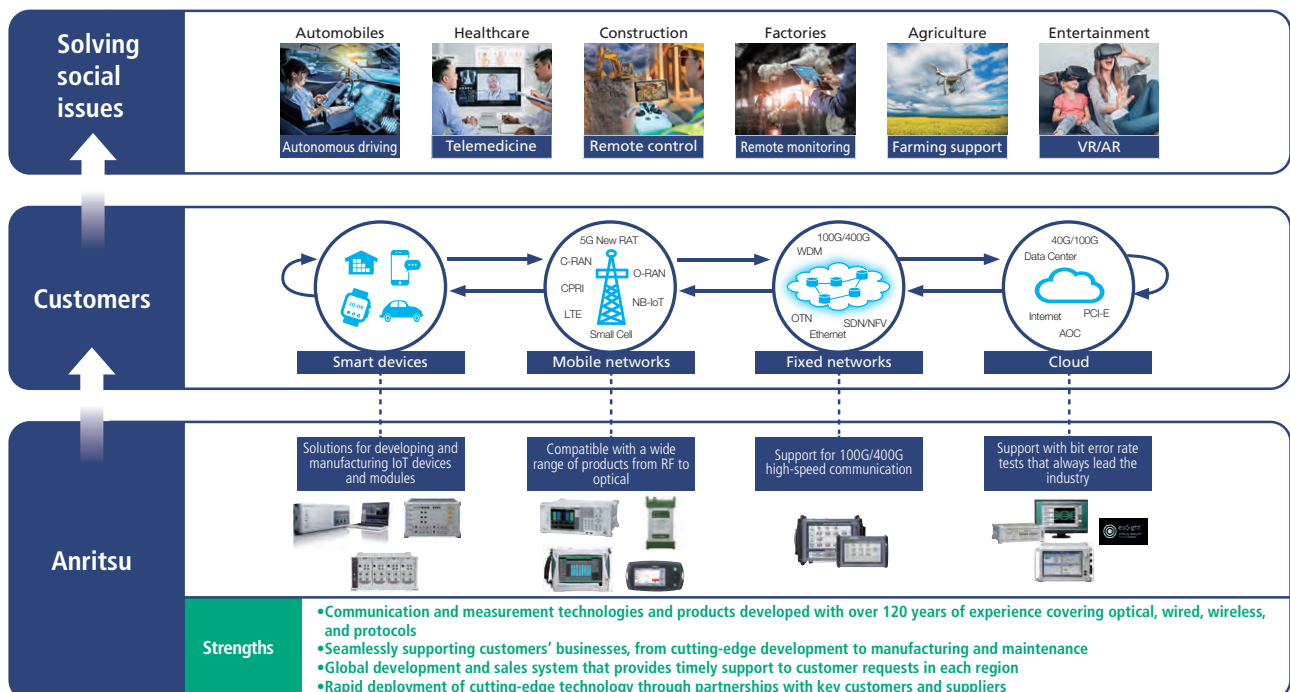 Solving
social
issues
Automobiles
Healthcare
Construction
Factories
Agriculture
Entertainment
Autonomous driving
Telemedicine
Remote control
Remote monitoring
Farming support
VR/AR
Customers
10:08
Smart devices
5G New RAT
C-RAN
O-RAN
CPRI
NB-IoT
LTE
Small Cell
Mobile networks
100G/400G
WDM
OTN
SDN/NFV
Ethernet
Fixed networks
40G/100G
Data Center
Internet
PCI-E
AOC
Cloud
Anritsu
Solutions for developing and
manufacturing IoT devices
and modules
Compatible with a wide
range of products from RF to
optical
Support for 100G/400G
high-speed communication
Support with bit error rate
tests that always lead the
industry
Strengths
•Communication and measurement technologies and products developed with over 120 years of experience covering optical, wired, wireless,
and protocols
•Seamlessly supporting customers’ businesses, from cutting-edge development to manufacturing and maintenance
•Global development and sales system that provides timely support to customer requests in each region
•Rapid deployment of cutting-edge technology through partnerships with key customers and suppliers